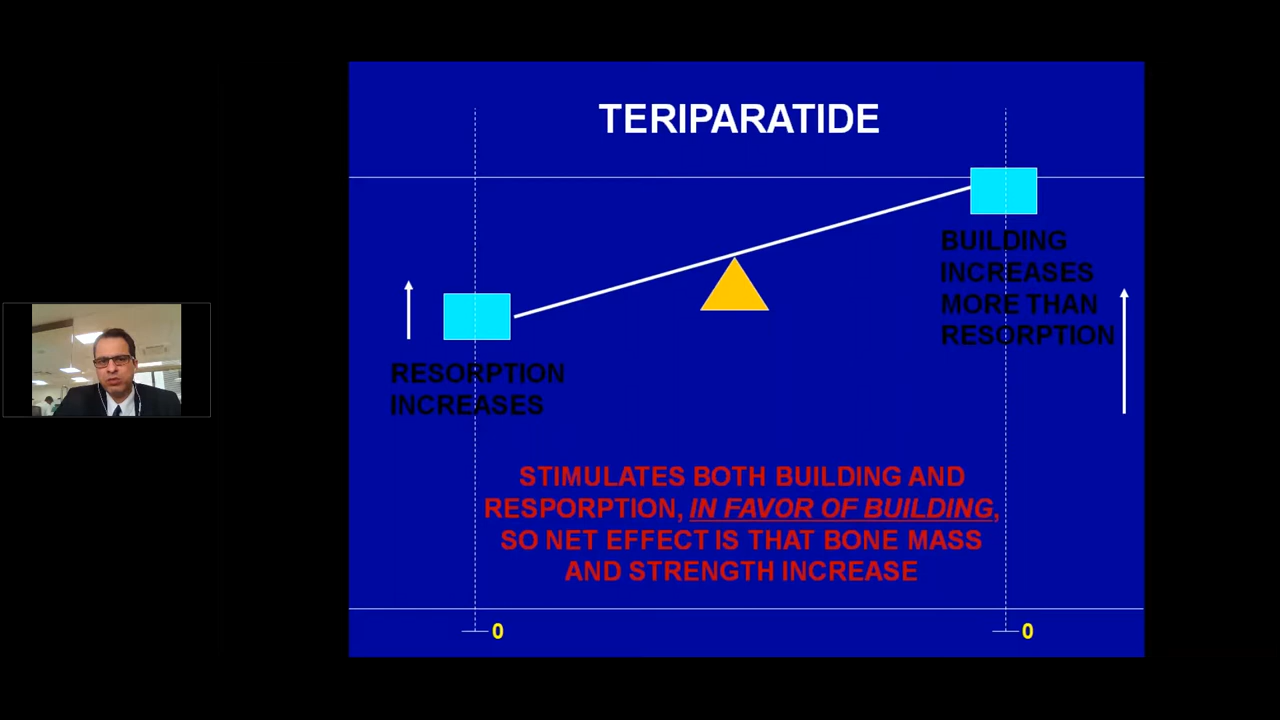 TERIPARATIDE
BUILDING
INCREASES
MORE THAN
RESORPTION
RESORPTION
INCREASES
STIMULATES BOTH BUILDING AND
RESPORPTION, IN FAVOR OF BUILDING,
SO NET EFFECT IS THAT BONE MASS
AND STRENGTH INCREASE
0
0